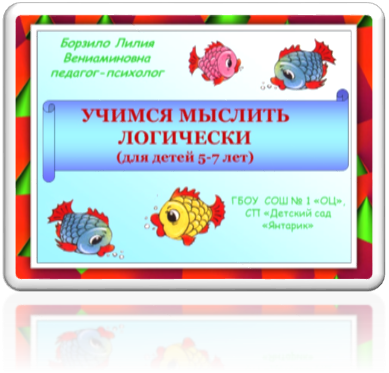 Борзило Лилия
Вениаминовна
педагог-психолог
УЧИМСЯ МЫСЛИТЬ
ЛОГИЧЕСКИ
(для детей 5-7 лет)
ГБОУ СОШ № 1 «ОЦ»,
СП «Детский сад
«Янтарик»